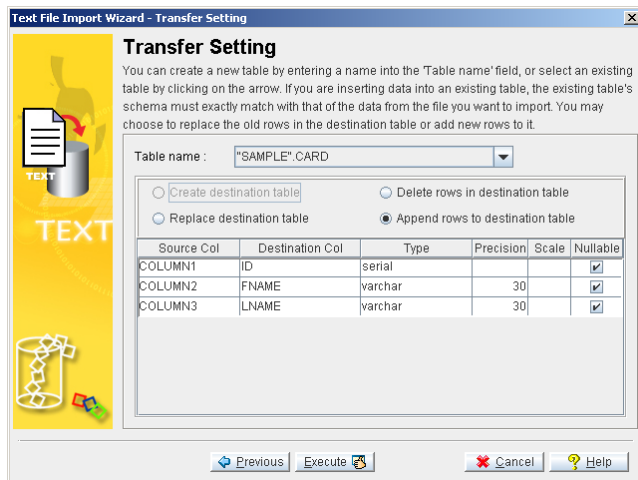 Text File Import Wizard - Transfer Setting
Transfer Setting
You can create a new table by entering a name into the 'Table name' field, or select an existing
table by clicking on the arrow. If you are inserting data into an existing table, the existing table's
schema must exactly match with that of the data from the file you want to import. You may
choose to replace the old rows in the destination table or add new rows to it.
Table name : "SAMPLE".CARD
Create destination table Delete rows in destination table
Replace destination table Append rows to destination table
Source Col Destination Col Type Precision Scale Nullable
COLUMN1 ID serial
COLUMN2 FNAME varchar 30
COLUMN3 LNAME varchar 30
TEXT
TEXT
Previous Execute Cancel Help